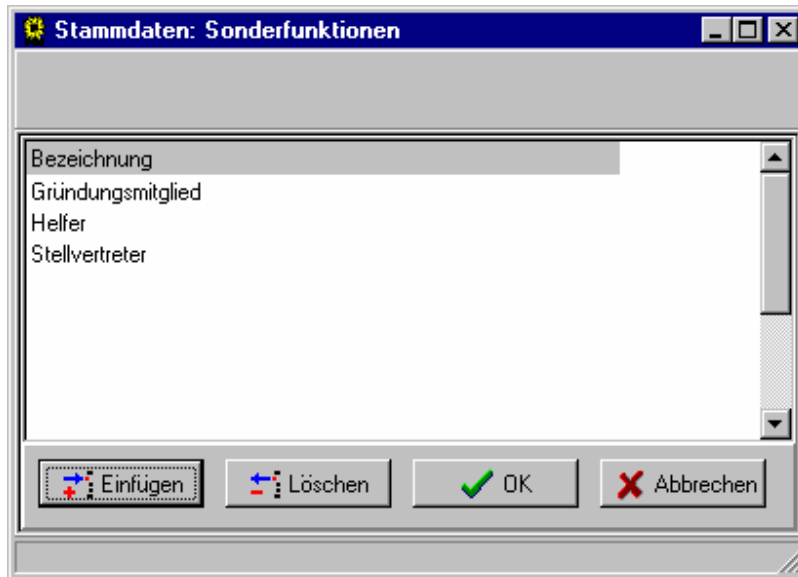 Stammdaten: Sonderfunktionen
Bezeichnung
Gründungsmitglied
Helfer
Stellvertreter
Einfügen Löschen OK Abbrechen